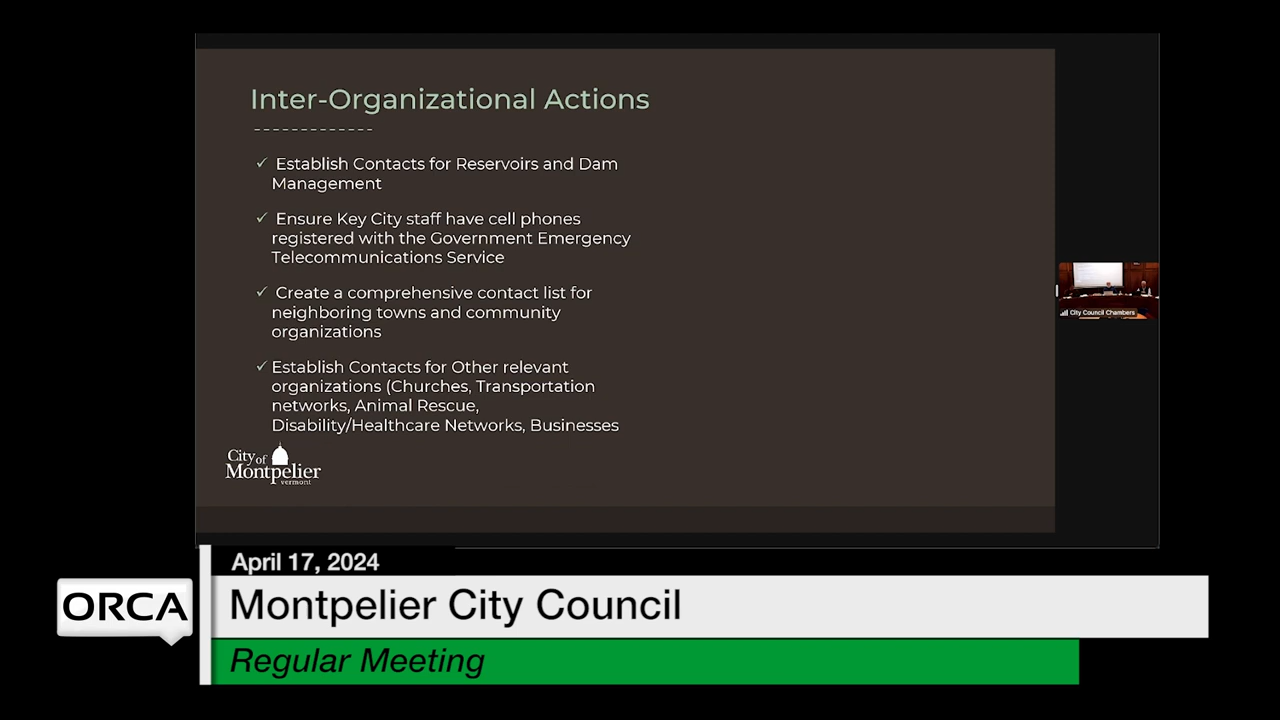 Inter-Organizational Actions
-------------
✓ Establish Contacts for Reservoirs and Dam
Management
✓ Ensure Key City staff have cell phones
registered with the Government Emergency
Telecommunications Service
✓ Create a comprehensive contact list for
neighboring towns and community
organizations
✓ Establish Contacts for Other relevant
organizations (Churches, Transportation
networks, Animal Rescue,
Disability/Healthcare Networks, Businesses
City of
Montpelier
vermont
City Council Chambers
April 17, 2024
ORCA
Montpelier City Council
Regular Meeting